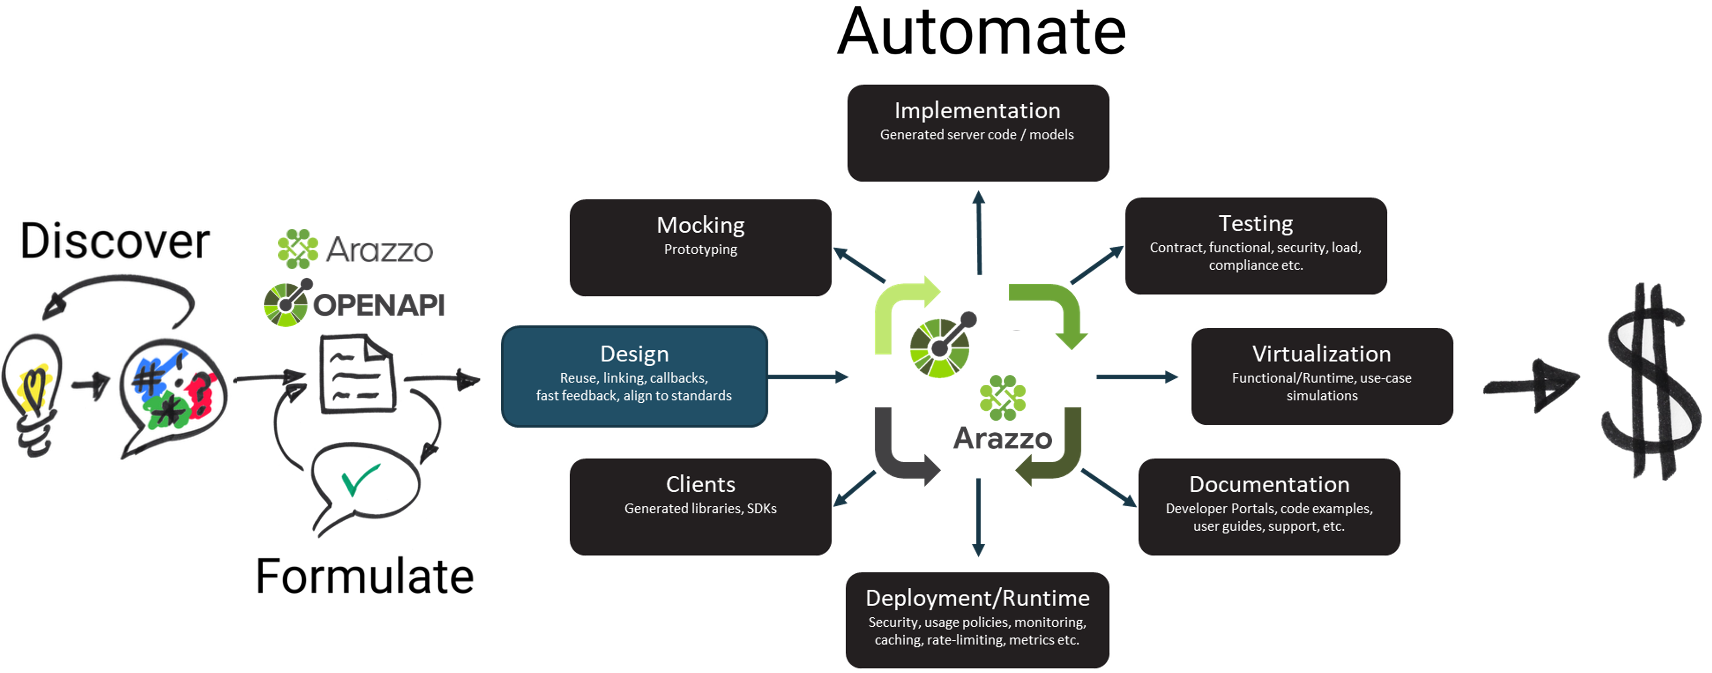 Automate
Implementation
Generated server code / models
Mocking
Prototyping
Testing
Contract, functional, security, load,
compliance etc.
Discover
Arazzo
OPENAPI
Design
Reuse, linking, callbacks,
fast feedback, align to standards
Virtualization
Functional/Runtime, use-case
simulations
Arazzo
Clients
Generated libraries, SDKs
Documentation
Developer Portals, code examples,
user guides, support, etc.
Formulate
Deployment/Runtime
Security, usage policies, monitoring,
caching, rate-limiting, metrics etc.
$